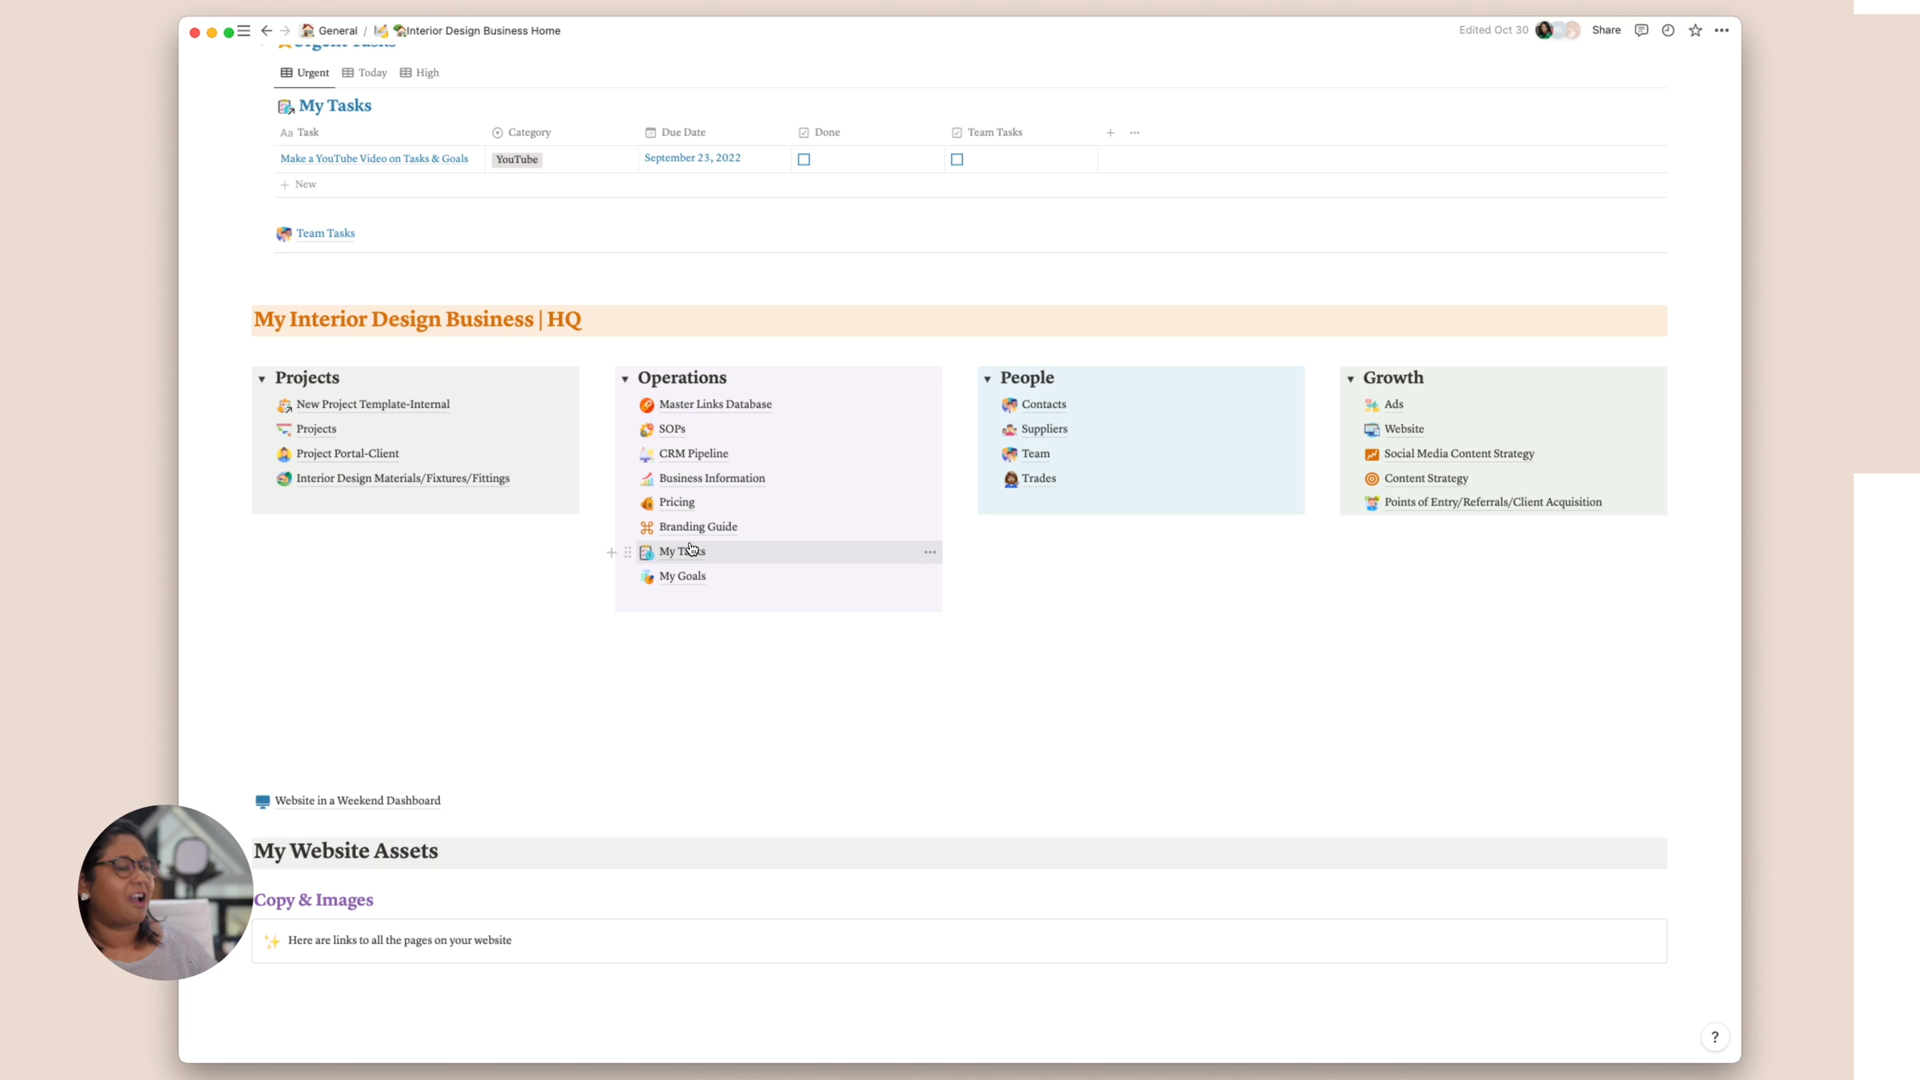 General / Interior Design Business Home
Edited Oct 30
Share
Urgent Tasks
Urgent Today High
My Tasks
Aa Task Category Due Date Done Team Tasks
Make a YouTube Video on Tasks & Goals YouTube September 23, 2022
+ New
Team Tasks
My Interior Design Business | HQ
Projects
New Project Template-Internal
Projects
Project Portal-Client
Interior Design Materials/Fixtures/Fittings
Operations
Master Links Database
SOPs
CRM Pipeline
Business Information
Pricing
Branding Guide
My Tasks
My Goals
People
Contacts
Suppliers
Team
Trades
Growth
Ads
Website
Social Media Content Strategy
Content Strategy
Points of Entry/Referrals/Client Acquisition
Website in a Weekend Dashboard
My Website Assets
Copy & Images
Here are links to all the pages on your website
?